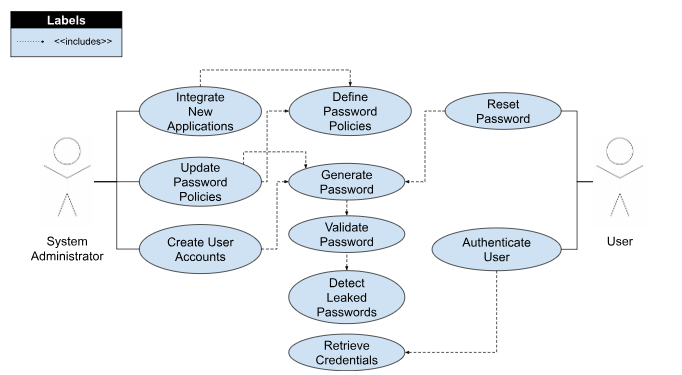 Labels
<<includes>>
Integrate
New
Applications
Define
Password
Policies
Reset
Password
Update
Password
Policies
Generate
Password
Validate
Password
Create User
Accounts
Authenticate
User
System
Administrator
User
Detect
Leaked
Passwords
Retrieve
Credentials